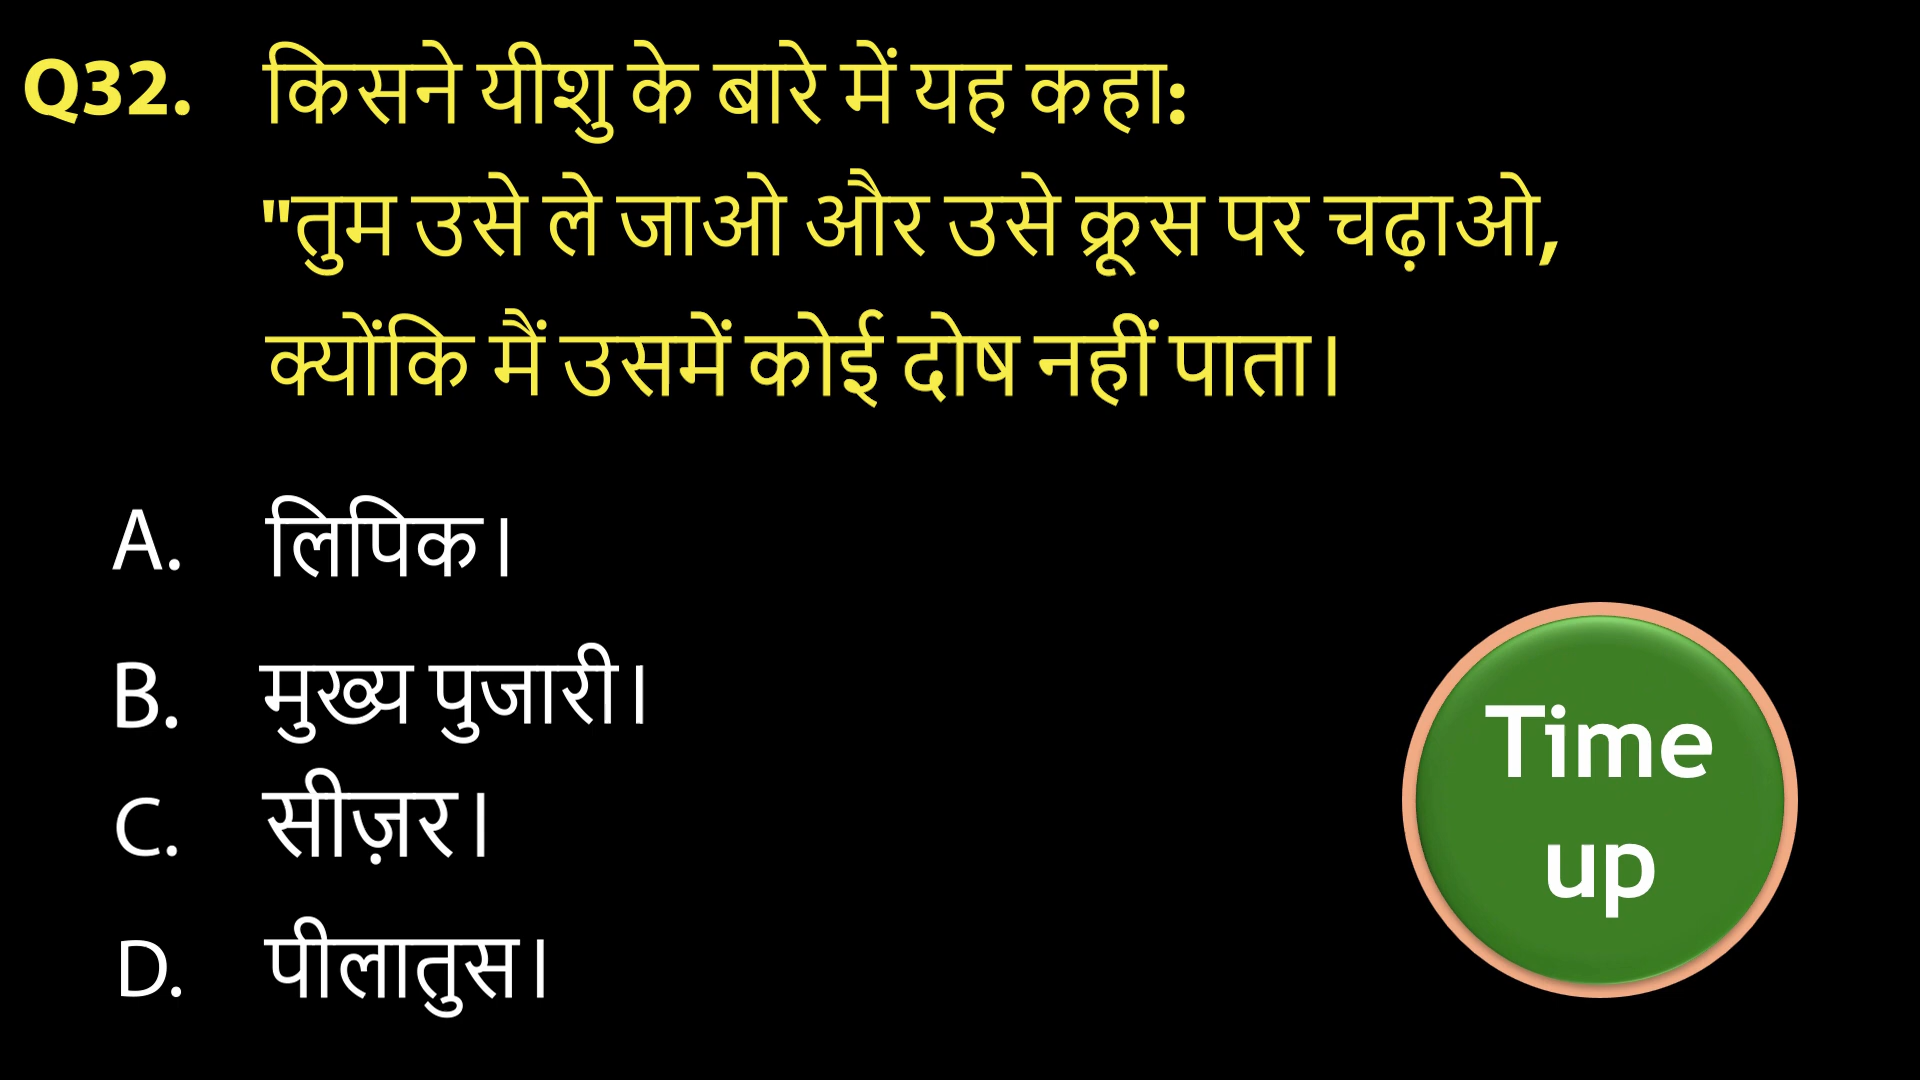 Q32. किसने यीशु के बारे में यह कहा:
"तुम उसे ले जाओ और उसे क्रूस पर चढ़ाओ,
क्योंकि मैं उसमें कोई दोष नहीं पाता।
A. लिपिक।
B. मुख्य पुजारी।
C. सीज़र।
D. पीलातुस।
Time
up